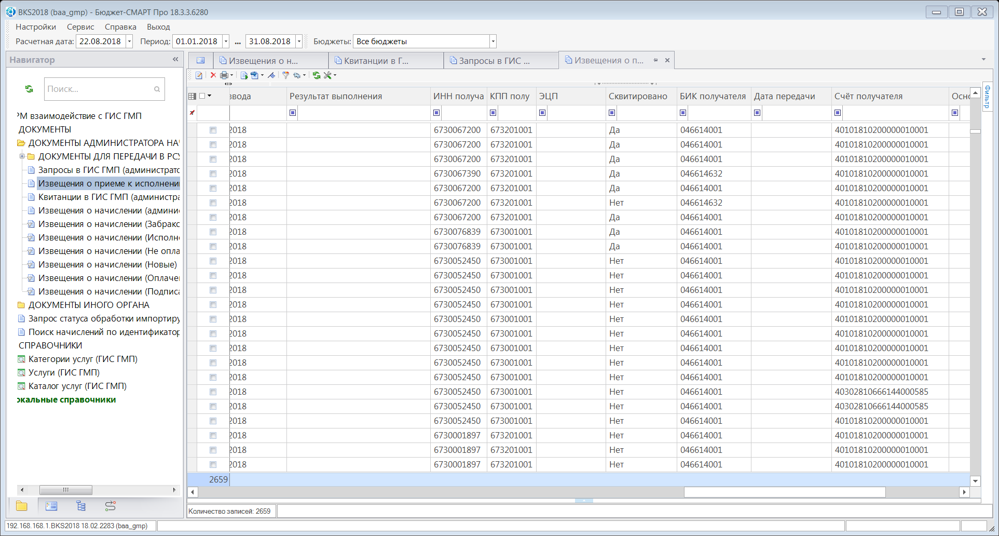 BKS2018 (baa_gmp) - Бюджет-СМАРТ Про 18.3.3.6280
Настройки Сервис Справка Выход
Расчетная дата: 22.08.2018 Период: 01.01.2018 ... 31.08.2018 Бюджеты: Все бюджеты
Навигатор «
Поиск...
РМ взаимодействие с ГИС ГМП
ДОКУМЕНТЫ
ДОКУМЕНТЫ АДМИНИСТРАТОРА НАЧ
ДОКУМЕНТЫ ДЛЯ ПЕРЕДАЧИ В РСУ
Запросы в ГИС ГМП (администратс
Извещения о приеме к исполнени
Квитанции в ГИС ГМП (администра
Извещения о начислении (админи
Извещения о начислении (Забракс
Извещения о начислении (Исполне
Извещения о начислении (Не опла
Извещения о начислении (Новые)
Извещения о начислении (Оплаче
Извещения о начислении (Подписа
ДОКУМЕНТЫ ИНОГО ОРГАНА
Запрос статуса обработки импортиру
Поиск начислений по идентификатор
СПРАВОЧНИКИ
Категории услуг (ГИС ГМП)
Услуги (ГИС ГМП)
Каталог услуг (ГИС ГМП)
окальные справочники
Извещения о н... Квитанции в Г... Запросы в ГИС ... Извещения о п...
ввода Результат выполнения ИНН получа КПП полу ЭЦП Сквитировано БИК получателя Дата передачи Счёт получателя Осно
2018 6730067200 673201001 Да 046614001 40101810200000010001
2018 6730067200 673201001 Да 046614001 40101810200000010001
2018 6730067200 673201001 Да 046614001 40101810200000010001
2018 6730067390 673201001 Да 046614632 40101810200000010001
2018 6730067200 673201001 Да 046614001 40101810200000010001
2018 6730067200 673201001 Нет 046614632 40101810200000010001
2018 6730067200 673201001 Да 046614001 40101810200000010001
2018 6730076839 673001001 Да 046614001 40101810200000010001
2018 6730076839 673001001 Да 046614001 40101810200000010001
2018 6730052450 673001001 Нет 046614001 40101810200000010001
2018 6730052450 673001001 Нет 046614001 40101810200000010001
2018 6730052450 673001001 Нет 046614001 40101810200000010001
2018 6730052450 673001001 Нет 046614001 40101810200000010001
2018 6730052450 673001001 Нет 046614001 40101810200000010001
2018 6730052450 673001001 Нет 046614001 40101810200000010001
2018 6730052450 673001001 Нет 046614001 40101810200000010001
2018 6730052450 673001001 Нет 046614001 40101810200000010001
2018 6730052450 673001001 Нет 046614001 40101810200000010001
2018 6730052450 673001001 Нет 046614001 40302810666144000585
2018 6730052450 673001001 Нет 046614001 40302810666144000585
2018 6730052450 673001001 Нет 046614001 40101810200000010001
2018 6730001897 673201001 Нет 046614001 40101810200000010001
2018 6730001897 673201001 Нет 046614001 40101810200000010001
2018 6730001897 673201001 Нет 046614001 40101810200000010001
2659
Фильтр
Количество записей: 2659
192.168.168.1.BKS2018 18.02.2283 (baa_gmp)